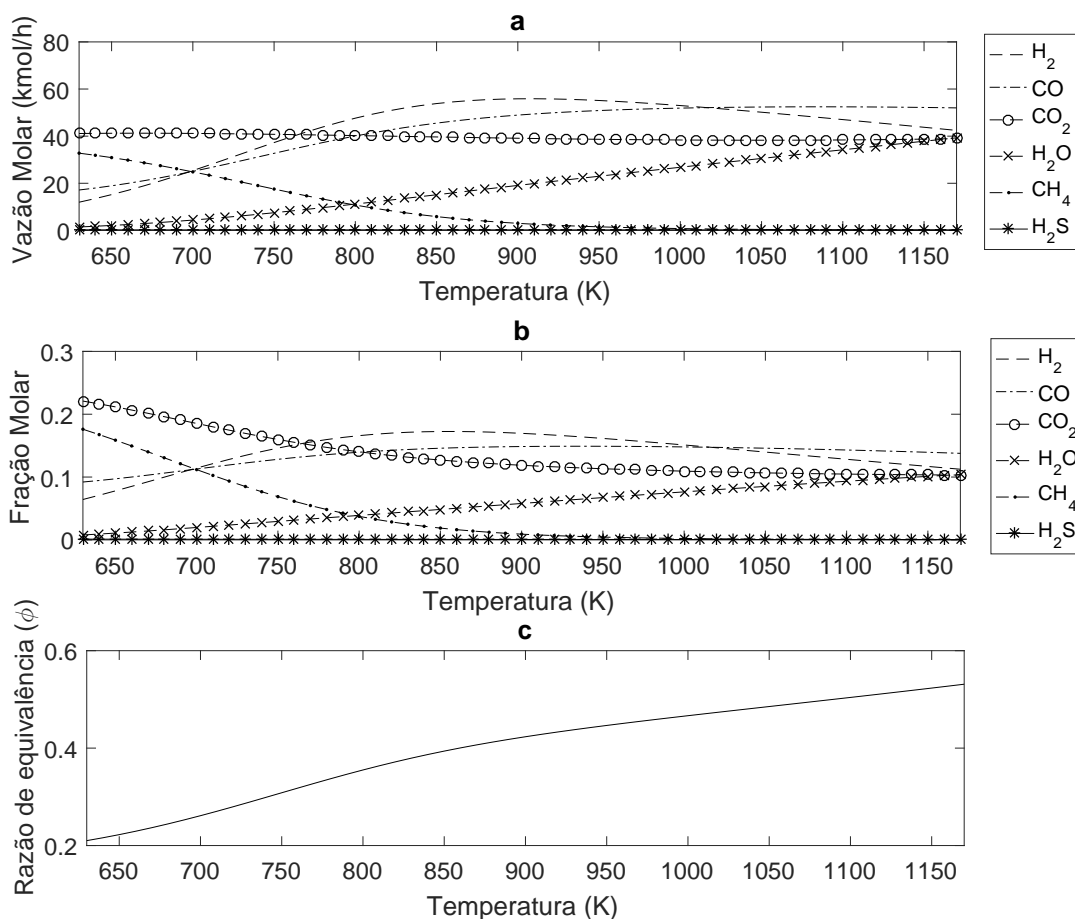 a
80
60
40
20
0
Vazão Molar (kmol/h)
650 700 750 800 850 900 950 1000 1050 1100 1150
Temperatura (K)
H2
CO
CO2
H2O
CH4
H2S
b
0.3
0.2
0.1
0
Fração Molar
650 700 750 800 850 900 950 1000 1050 1100 1150
Temperatura (K)
H2
CO
CO2
H2O
CH4
H2S
c
0.6
0.4
0.2
Razão de equivalência (ϕ)
650 700 750 800 850 900 950 1000 1050 1100 1150
Temperatura (K)